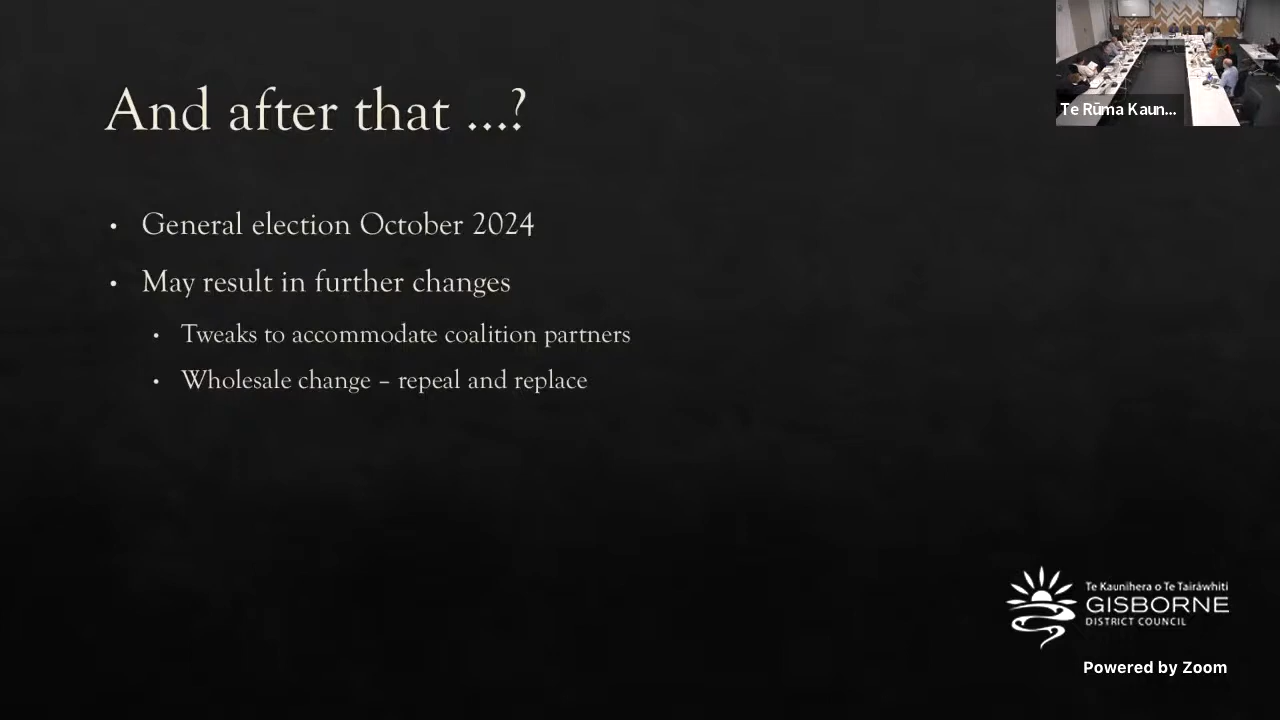 Te Rūma Kaun...
And after that ...?
• General election October 2024
• May result in further changes
• Tweaks to accommodate coalition partners
• Wholesale change – repeal and replace
Te Kaunihera o Te Tairāwhiti
GISBORNE
DISTRICT COUNCIL
Powered by Zoom